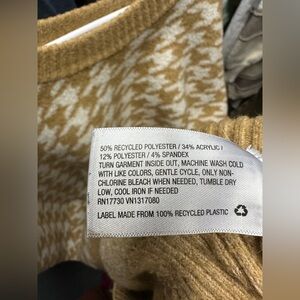 50% RECYCLED POLYESTER / 34% ACRYLIC /
12% POLYESTER / 4% SPANDEX
TURN GARMENT INSIDE OUT, MACHINE WASH COLD
WITH LIKE COLORS, GENTLE CYCLE, ONLY NON-
CHLORINE BLEACH WHEN NEEDED, TUMBLE DRY
LOW, COOL IRON IF NEEDED
RN17730 VN1317080
LABEL MADE FROM 100% RECYCLED PLASTIC